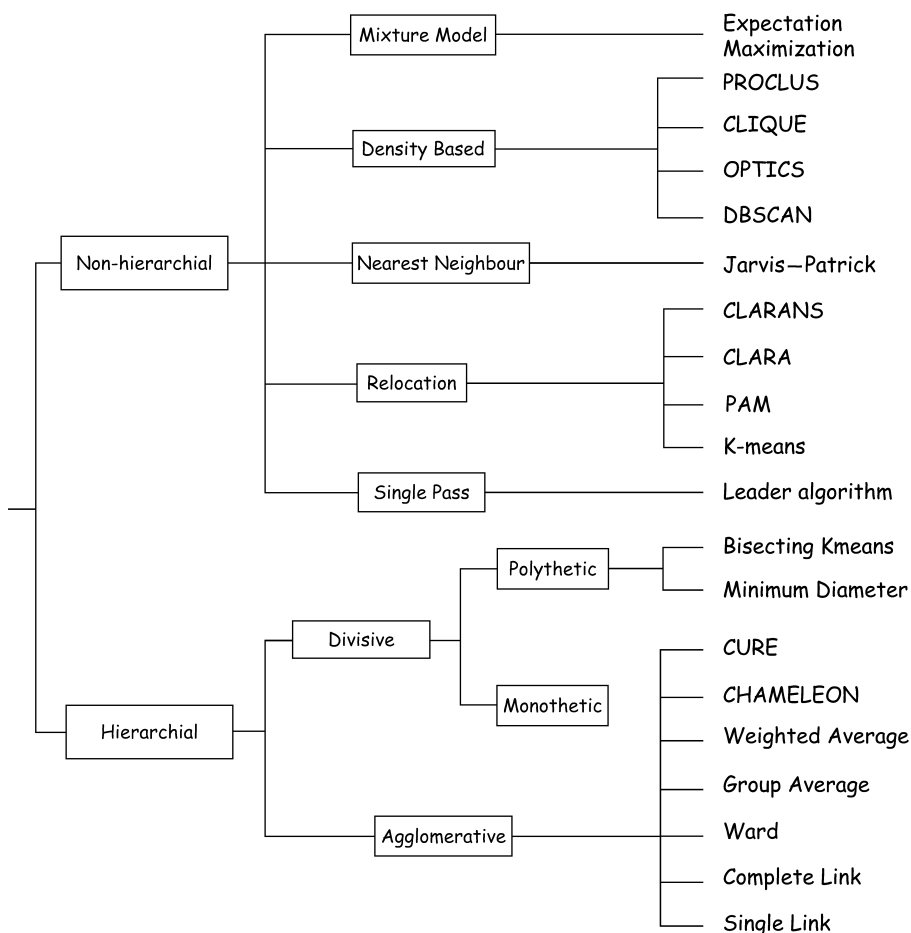 Mixture Model
Expectation
Maximization
Density Based
PROCLUS
CLIQUE
OPTICS
DBSCAN
Non-hierarchial
Nearest Neighbour
Jarvis—Patrick
Relocation
CLARANS
CLARA
PAM
K-means
Single Pass
Leader algorithm
Hierarchial
Divisive
Polythetic
Bisecting Kmeans
Minimum Diameter
Monothetic
Agglomerative
CURE
CHAMELEON
Weighted Average
Group Average
Ward
Complete Link
Single Link